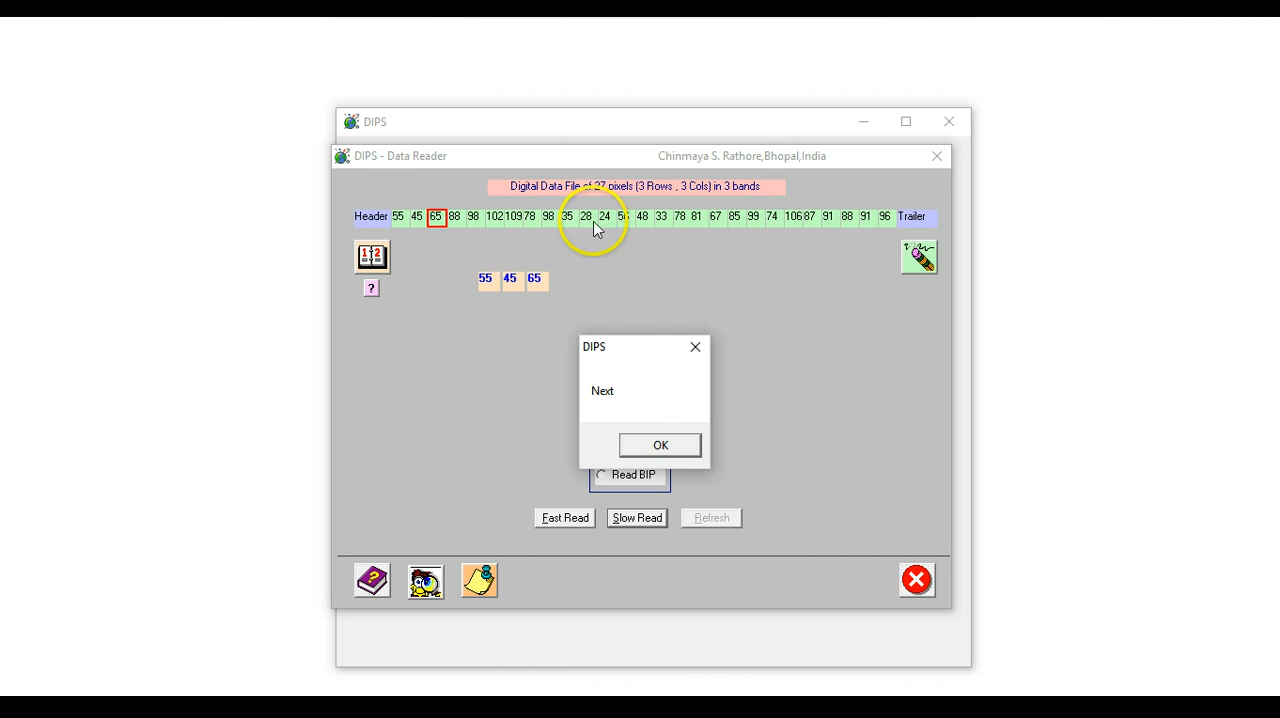 DIPS
DIPS - Data Reader Chinmaya S. Rathore,Bhopal,India
Digital Data File of 27 pixels (3 Rows , 3 Cols) in 3 bands
Header 55 45 65 88 98 102 109 78 98 35 28 24 56 48 33 78 81 67 85 99 74 106 87 91 88 91 96 Trailer
1 2
?
55 45 65
DIPS
Next
OK
Read BIP
Fast Read Slow Read Refresh
?